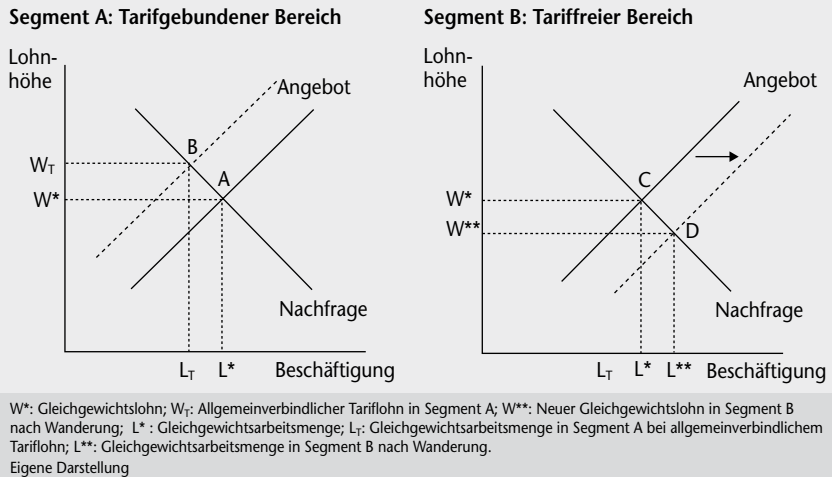 Segment A: Tarifgebundener Bereich
Lohn-
höhe
Angebot
B
W_T
A
W*
Nachfrage
L_T L* Beschäftigung
Segment B: Tariffreier Bereich
Lohn-
höhe
Angebot
C
W*
W**
D
Nachfrage
L_T L* L** Beschäftigung
W*: Gleichgewichtslohn; W_T: Allgemeinverbindlicher Tariflohn in Segment A; W**: Neuer Gleichgewichtslohn in Segment B
nach Wanderung; L* : Gleichgewichtsarbeitsmenge; L_T: Gleichgewichtsarbeitsmenge in Segment A bei allgemeinverbindlichem
Tariflohn; L**: Gleichgewichtsarbeitsmenge in Segment B nach Wanderung.
Eigene Darstellung